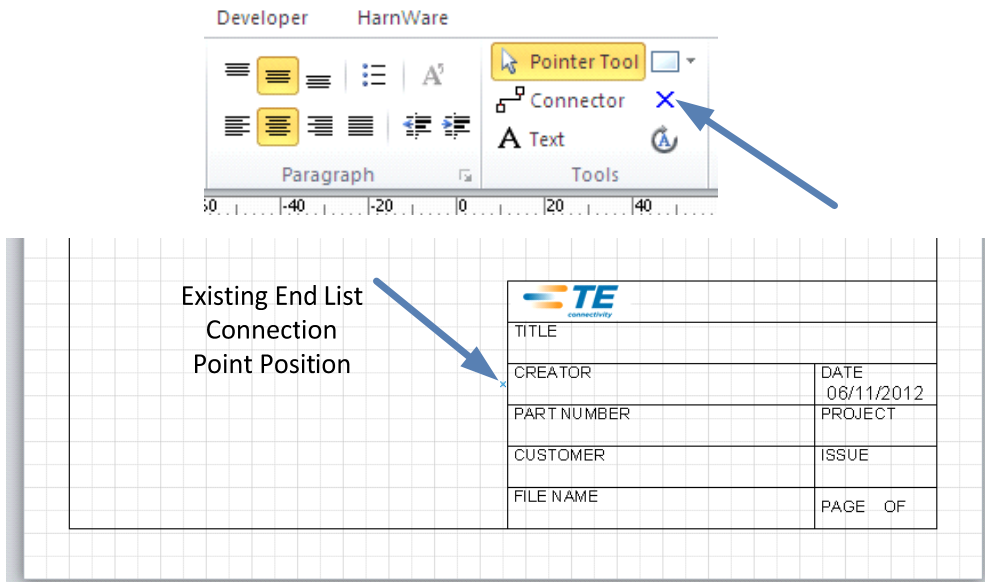 Developer HarnWare
Pointer Tool
Connector
A Text
Paragraph Tools
-40 -20 0 20 40
Existing End List
Connection
Point Position
TE
connectivity
TITLE
CREATOR DATE
06/11/2012
PART NUMBER PROJECT
CUSTOMER ISSUE
FILE NAME
PAGE OF